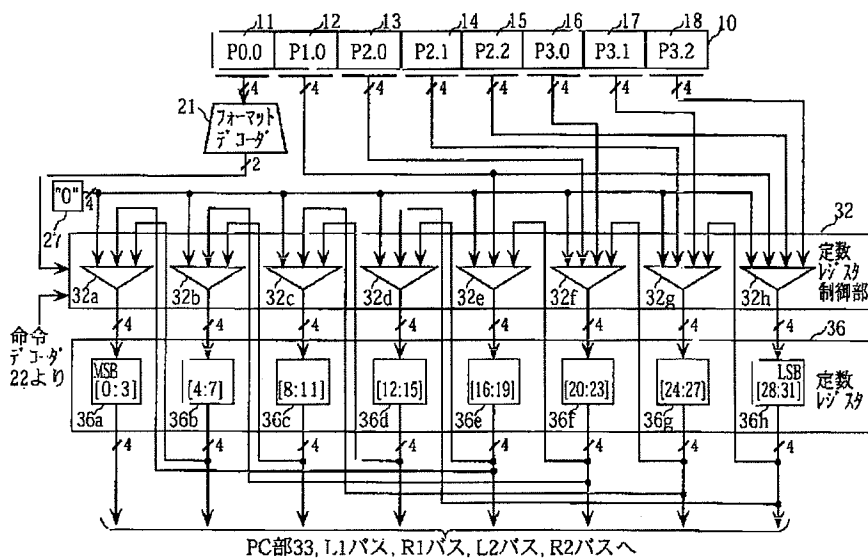 11 12 13 14 15 16 17 18 10
P0.0 P1.0 P2.0 P2.1 P2.2 P3.0 P3.1 P3.2
4 4 4 4 4 4 4 4
21
フォーマット
デコーダ
2
"0" 4
27
32
32a 32b 32c 32d 32e 32f 32g 32h
定数
レジスタ
制御部
4 4 4 4 4 4 4 4
命令
デコーダ
22より
36
MSB
[0:3] [4:7] [8:11] [12:15] [16:19] [20:23] [24:27] LSB
[28:31]
定数
レジスタ
36a 36b 36c 36d 36e 36f 36g 36h
4 4 4 4 4 4 4 4
PC部33, L1バス, R1バス, L2バス, R2バスへ